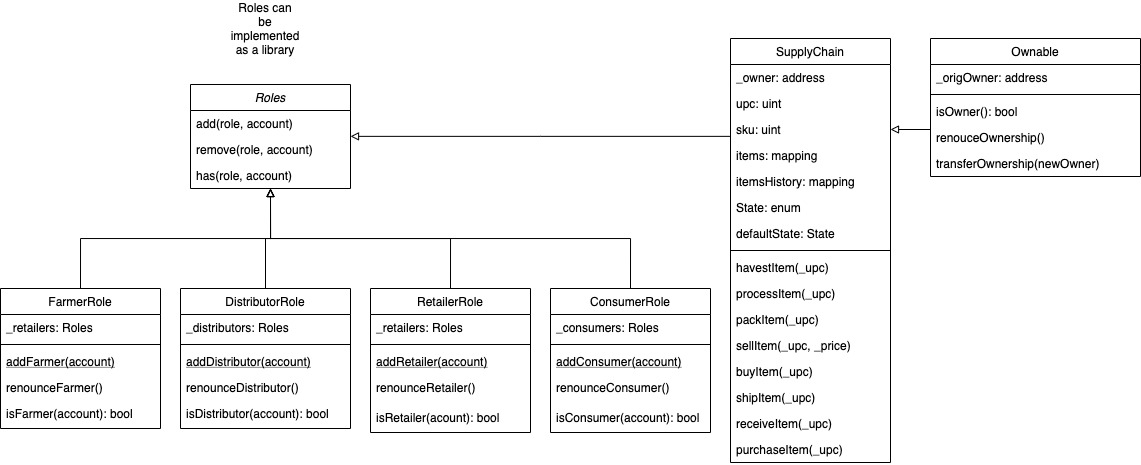 Roles can
be
implemented
as a library
Roles
add(role, account)
remove(role, account)
has(role, account)
SupplyChain
_owner: address
upc: uint
sku: uint
items: mapping
itemsHistory: mapping
State: enum
defaultState: State
havestItem(_upc)
processItem(_upc)
packItem(_upc)
sellItem(_upc, _price)
buyItem(_upc)
shipItem(_upc)
receiveItem(_upc)
purchaseItem(_upc)
Ownable
_origOwner: address
isOwner(): bool
renouceOwnership()
transferOwnership(newOwner)
FarmerRole
_retailers: Roles
addFarmer(account)
renounceFarmer()
isFarmer(account): bool
DistributorRole
_distributors: Roles
addDistributor(account)
renounceDistributor()
isDistributor(account): bool
RetailerRole
_retailers: Roles
addRetailer(account)
renounceRetailer()
isRetailer(acount): bool
ConsumerRole
_consumers: Roles
addConsumer(account)
renounceConsumer()
isConsumer(account): bool